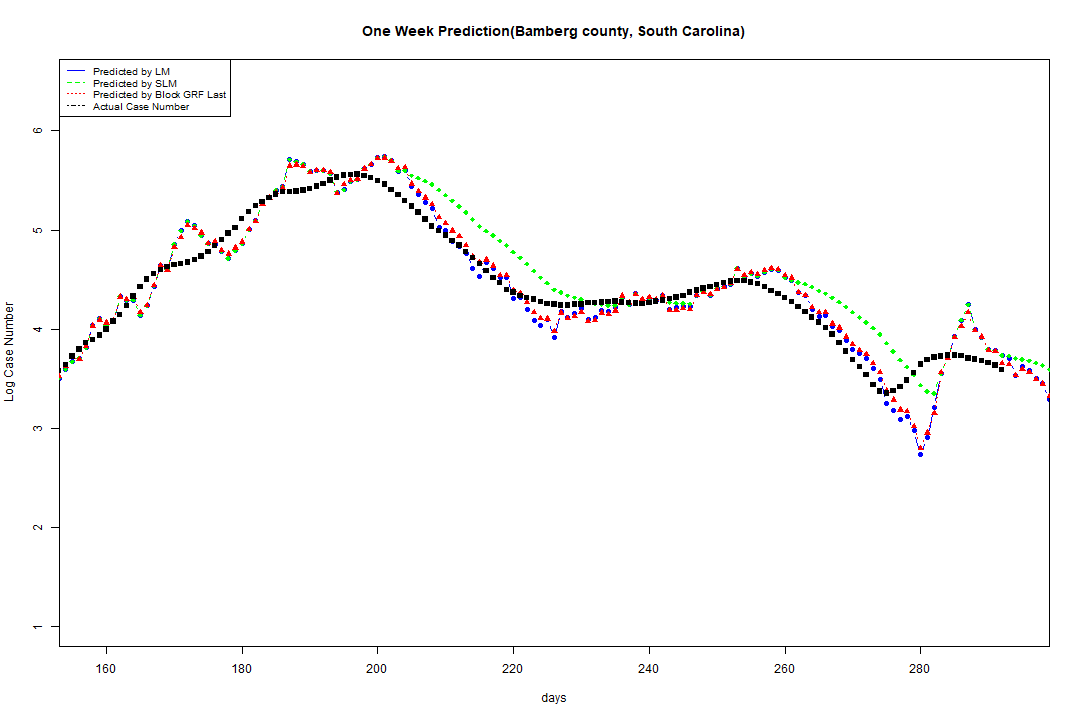 One Week Prediction(Bamberg county, South Carolina)
Predicted by LM
Predicted by SLM
Predicted by Block GRF Last
Actual Case Number
Log Case Number
6
5
4
3
2
1
160 180 200 220 240 260 280
days